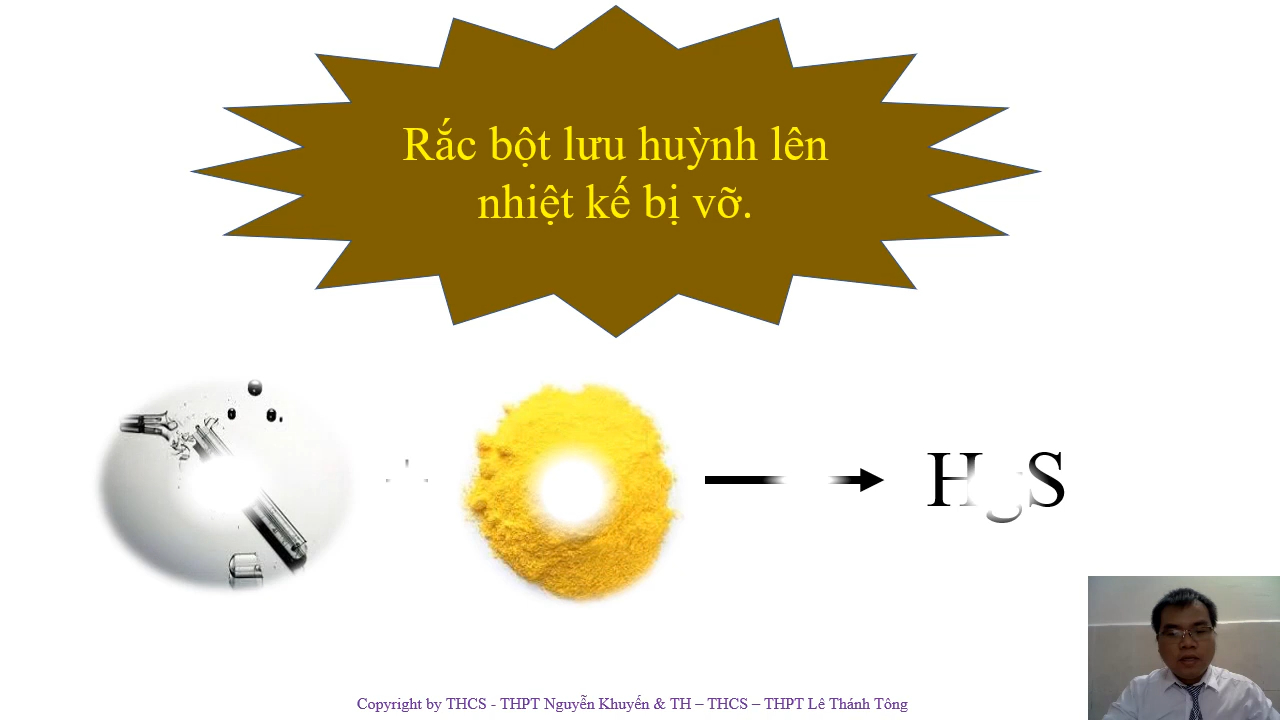 Rắc bột lưu huỳnh lên
nhiệt kế bị vỡ.
HgS
Copyright by THCS - THPT Nguyễn Khuyến & TH – THCS – THPT Lê Thánh Tông